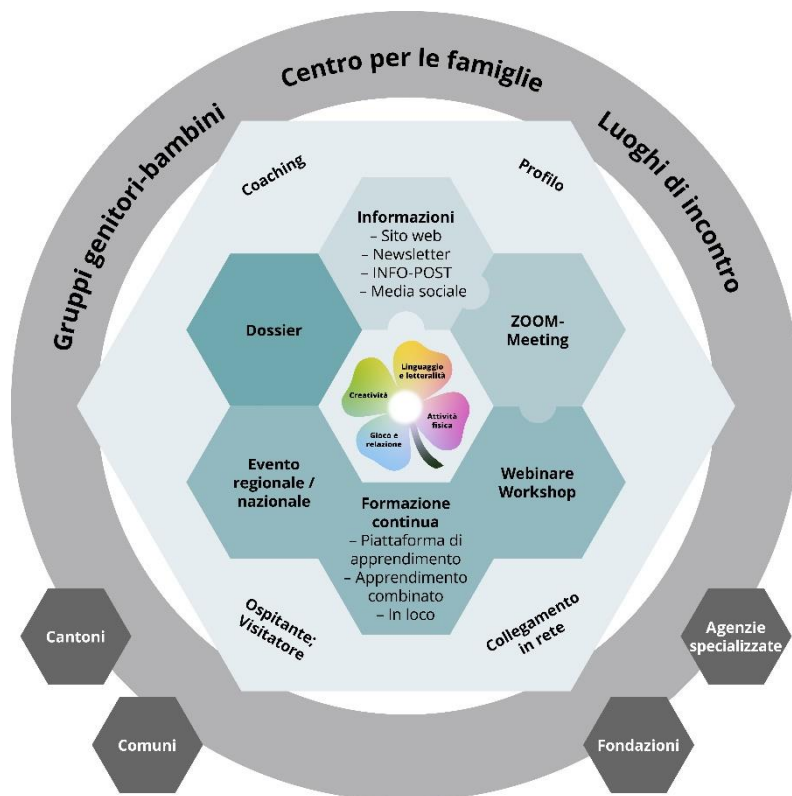 Centro per le famiglie
Gruppi genitori-bambini
Luoghi di incontro
Coaching
Profilo
Informazioni
– Sito web
– Newsletter
– INFO-POST
– Media sociale
Dossier
ZOOM-
Meeting
Linguaggio
e letteralità
Creatività
Attività
fisica
Gioco e
relazione
Evento
regionale /
nazionale
Webinare
Workshop
Formazione
continua
– Piattaforma di
apprendimento
– Apprendimento
combinato
– In loco
Ospitante;
Visitatore
Collegamento
in rete
Cantoni
Agenzie
specializzate
Comuni
Fondazioni